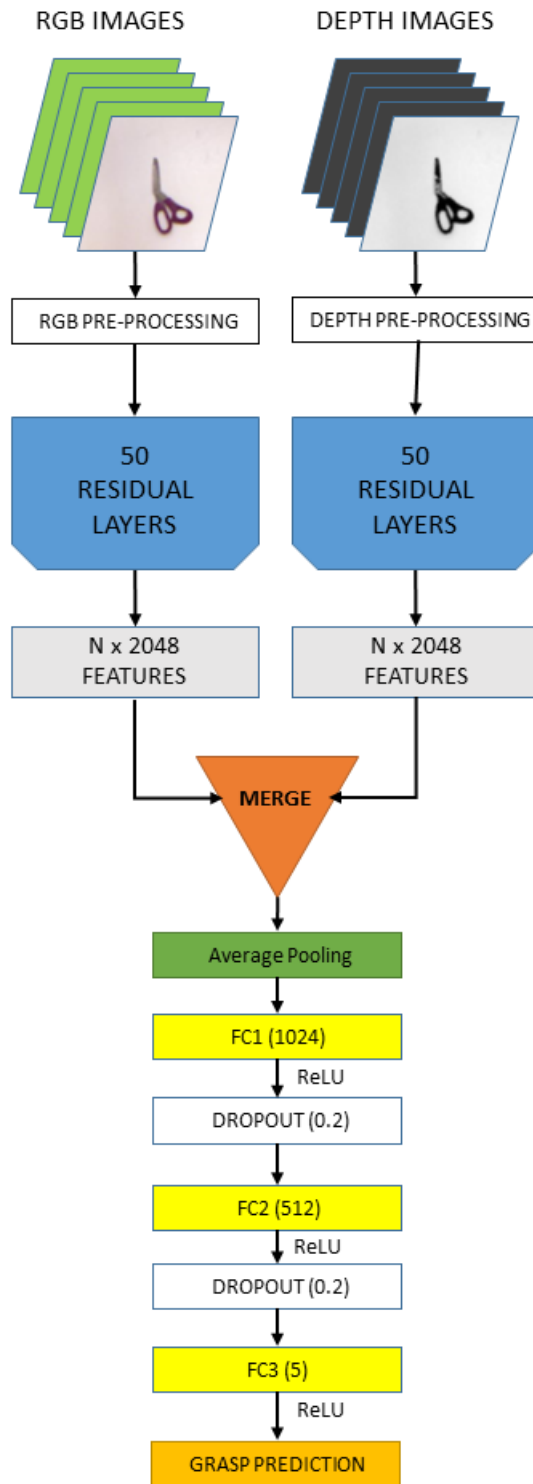 RGB IMAGES
DEPTH IMAGES
RGB PRE-PROCESSING
DEPTH PRE-PROCESSING
50
RESIDUAL
LAYERS
50
RESIDUAL
LAYERS
N x 2048
FEATURES
N x 2048
FEATURES
MERGE
Average Pooling
FC1 (1024)
ReLU
DROPOUT (0.2)
FC2 (512)
ReLU
DROPOUT (0.2)
FC3 (5)
ReLU
GRASP PREDICTION